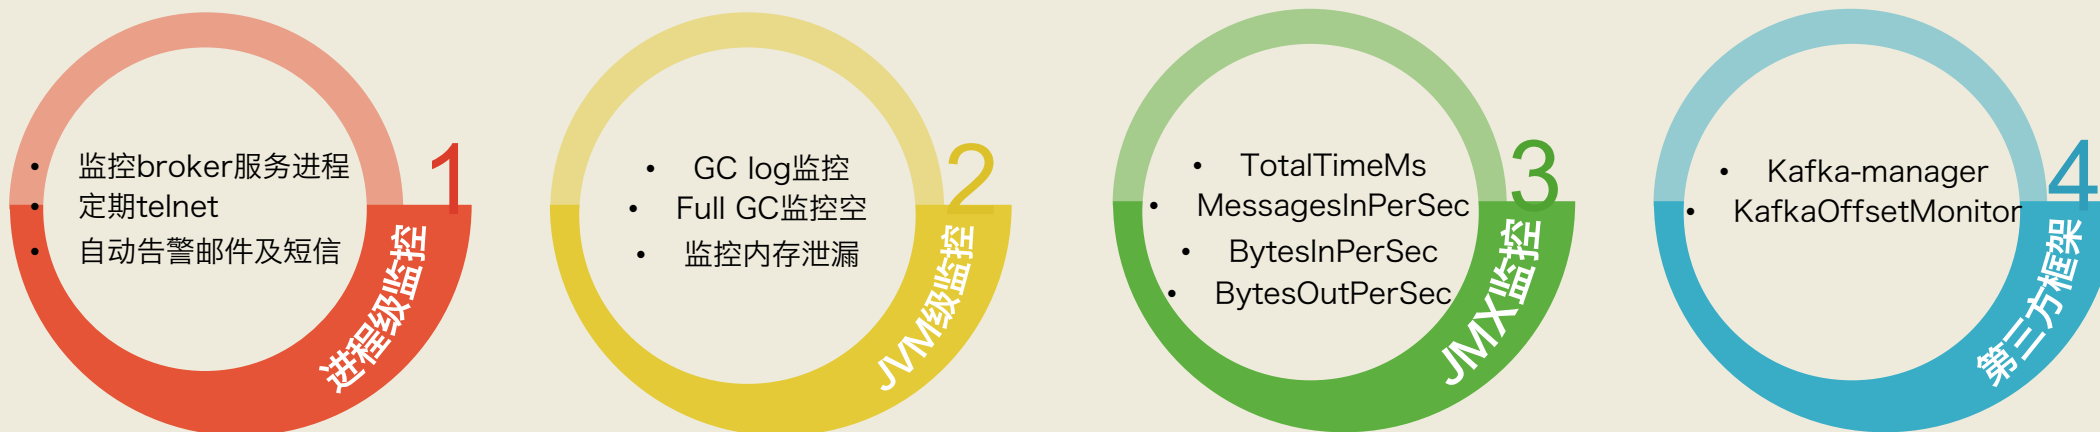 监控broker服务进程
定期telnet
自动告警邮件及短信
1
进程级监控
GC log监控
Full GC监控空
监控内存泄漏
2
JVM级监控
TotalTimeMs
MessagesInPerSec
BytesInPerSec
BytesOutPerSec
3
JMX监控
Kafka-manager
KafkaOffsetMonitor
4
第三方框架